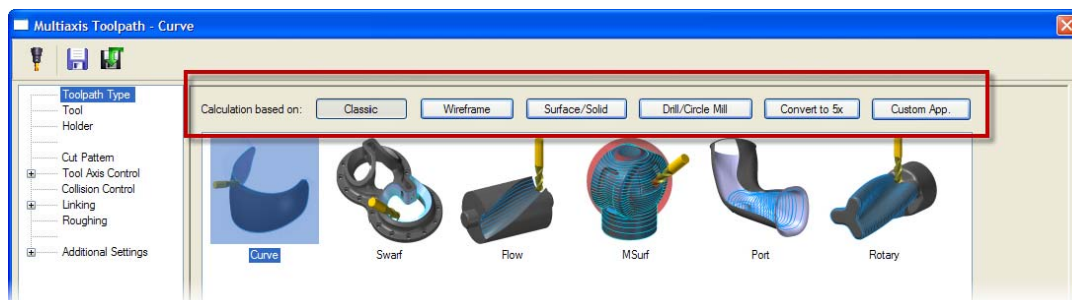 Multiaxis Toolpath - Curve
Toolpath Type
Tool
Holder
Cut Pattern
Tool Axis Control
Collision Control
Linking
Roughing
Additional Settings
Calculation based on: Classic Wireframe Surface/Solid Drill/Circle Mill Convert to 5x Custom App.
Curve Swarf Flow MSurf Port Rotary